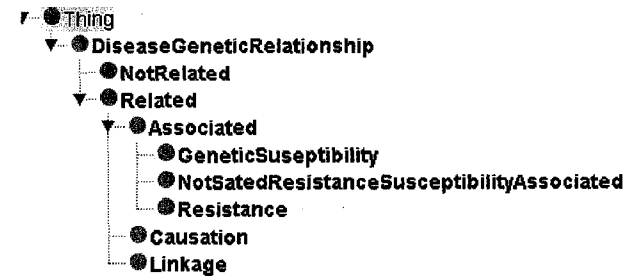 Thing
DiseaseGeneticRelationship
NotRelated
Related
Associated
GeneticSuseptibility
NotSatedResistanceSusceptibilityAssociated
Resistance
Causation
Linkage